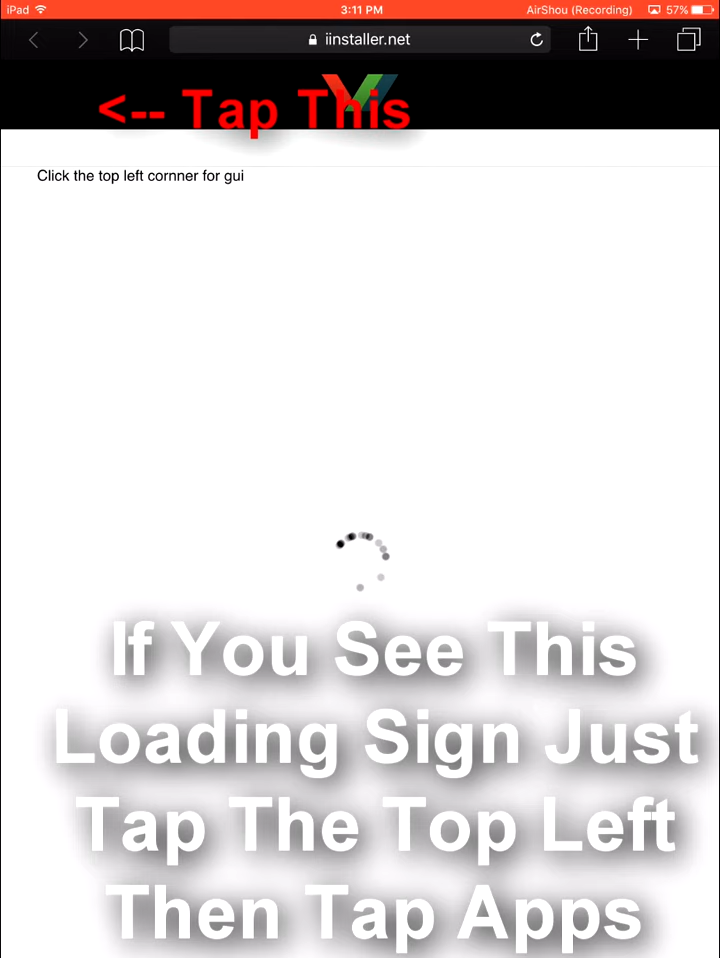 iPad
3:11 PM
AirShou (Recording)
57%
iinstaller.net
<-- Tap This
Click the top left cornner for gui
If You See This
Loading Sign Just
Tap The Top Left
Then Tap Apps